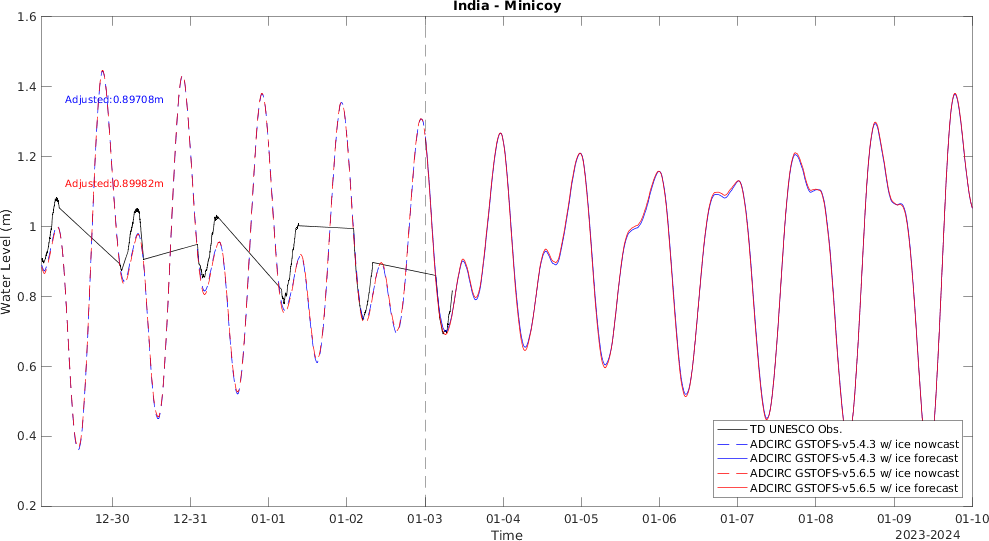 India - Minicoy
1.6
1.4
1.2
1
0.8
0.6
0.4
0.2
Water Level (m)
Adjusted:0.89708m
Adjusted:0.89982m
TD UNESCO Obs.
ADCIRC GSTOFS-v5.4.3 w/ ice nowcast
ADCIRC GSTOFS-v5.4.3 w/ ice forecast
ADCIRC GSTOFS-v5.6.5 w/ ice nowcast
ADCIRC GSTOFS-v5.6.5 w/ ice forecast
12-30 12-31 01-01 01-02 01-03 01-04 01-05 01-06 01-07 01-08 01-09 01-10
Time
2023-2024